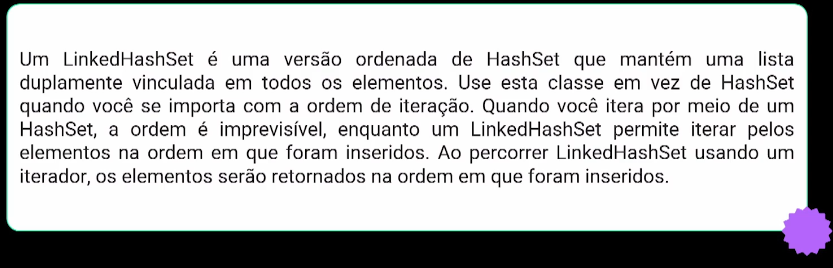 Um LinkedHashSet é uma versão ordenada de HashSet que mantém uma lista
duplamente vinculada em todos os elementos. Use esta classe em vez de HashSet
quando você se importa com a ordem de iteração. Quando você itera por meio de um
HashSet, a ordem é imprevisível, enquanto um LinkedHashSet permite iterar pelos
elementos na ordem em que foram inseridos. Ao percorrer LinkedHashSet usando um
iterador, os elementos serão retornados na ordem em que foram inseridos.